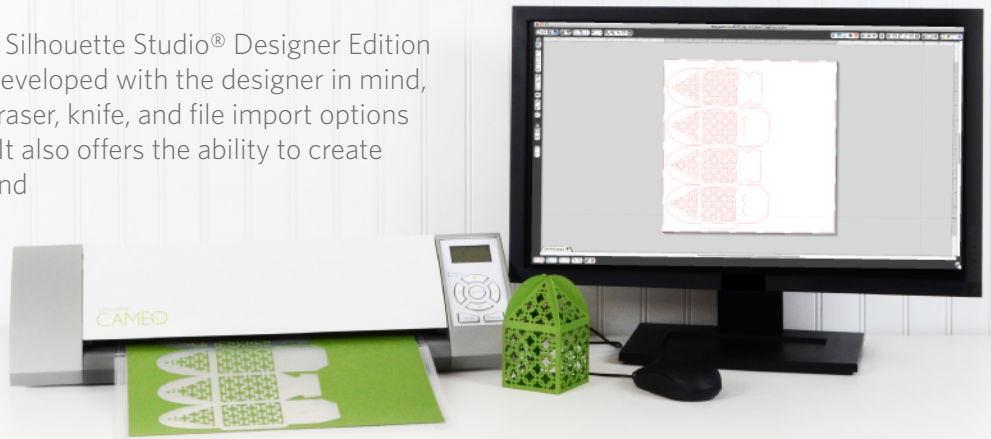 Silhouette Studio® Designer Edition
eveloped with the designer in mind,
raser, knife, and file import options
It also offers the ability to create
nd
CAMEO